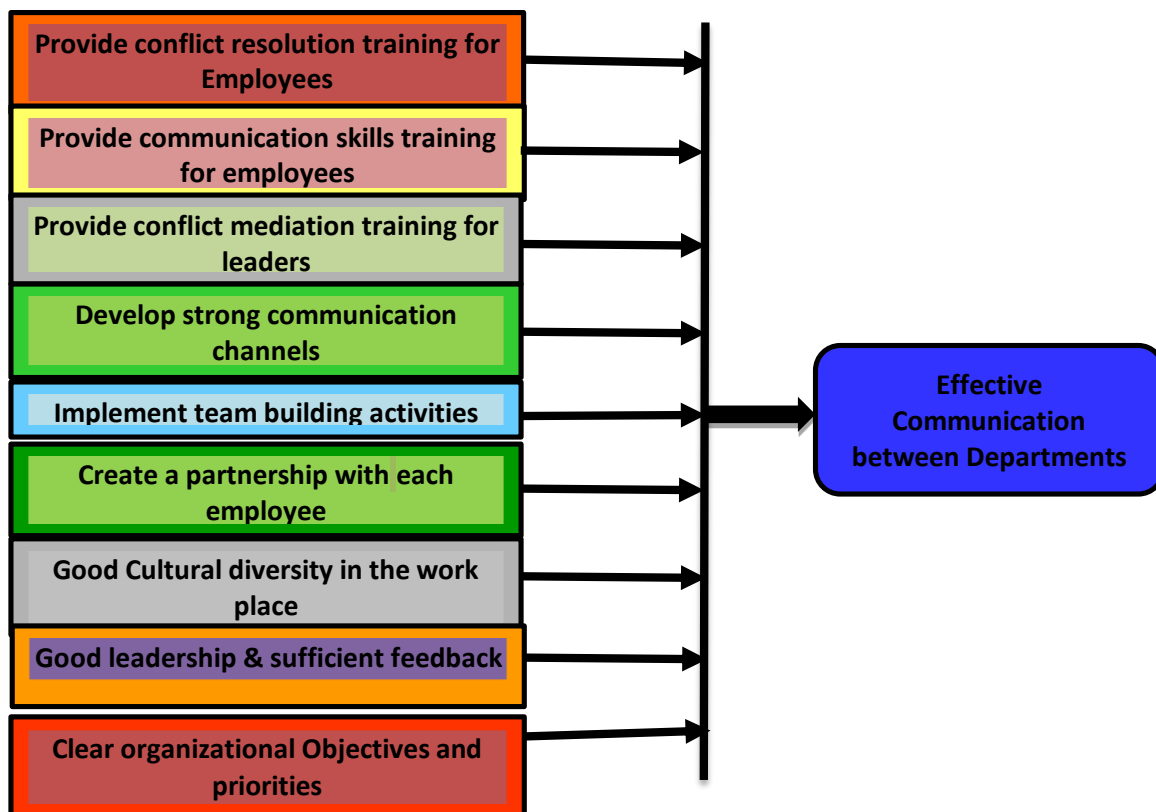 Provide conflict resolution training for
Employees
Provide communication skills training
for employees
Provide conflict mediation training for
leaders
Develop strong communication
channels
Implement team building activities
Create a partnership with each
employee
Good Cultural diversity in the work
place
Good leadership & sufficient feedback
Clear organizational Objectives and
priorities
Effective
Communication
between Departments